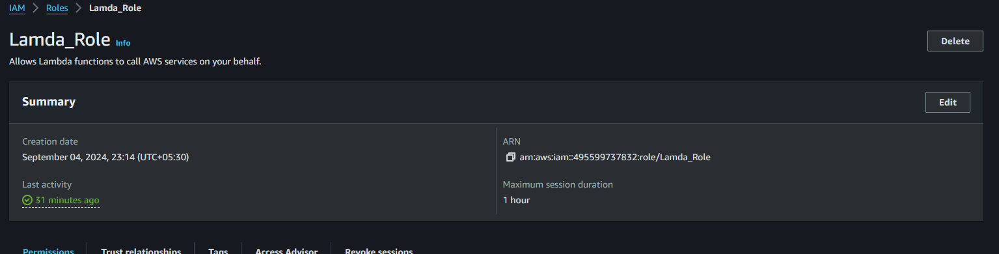 IAM > Roles > Lamda_Role
Lamda_Role Info
Delete
Allows Lambda functions to call AWS services on your behalf.
Summary
Edit
Creation date
September 04, 2024, 23:14 (UTC+05:30)
ARN
arn:aws:iam::495599737832:role/Lamda_Role
Last activity
31 minutes ago
Maximum session duration
1 hour
Permissions Trust relationships Tags Access Advisor Revoke sessions